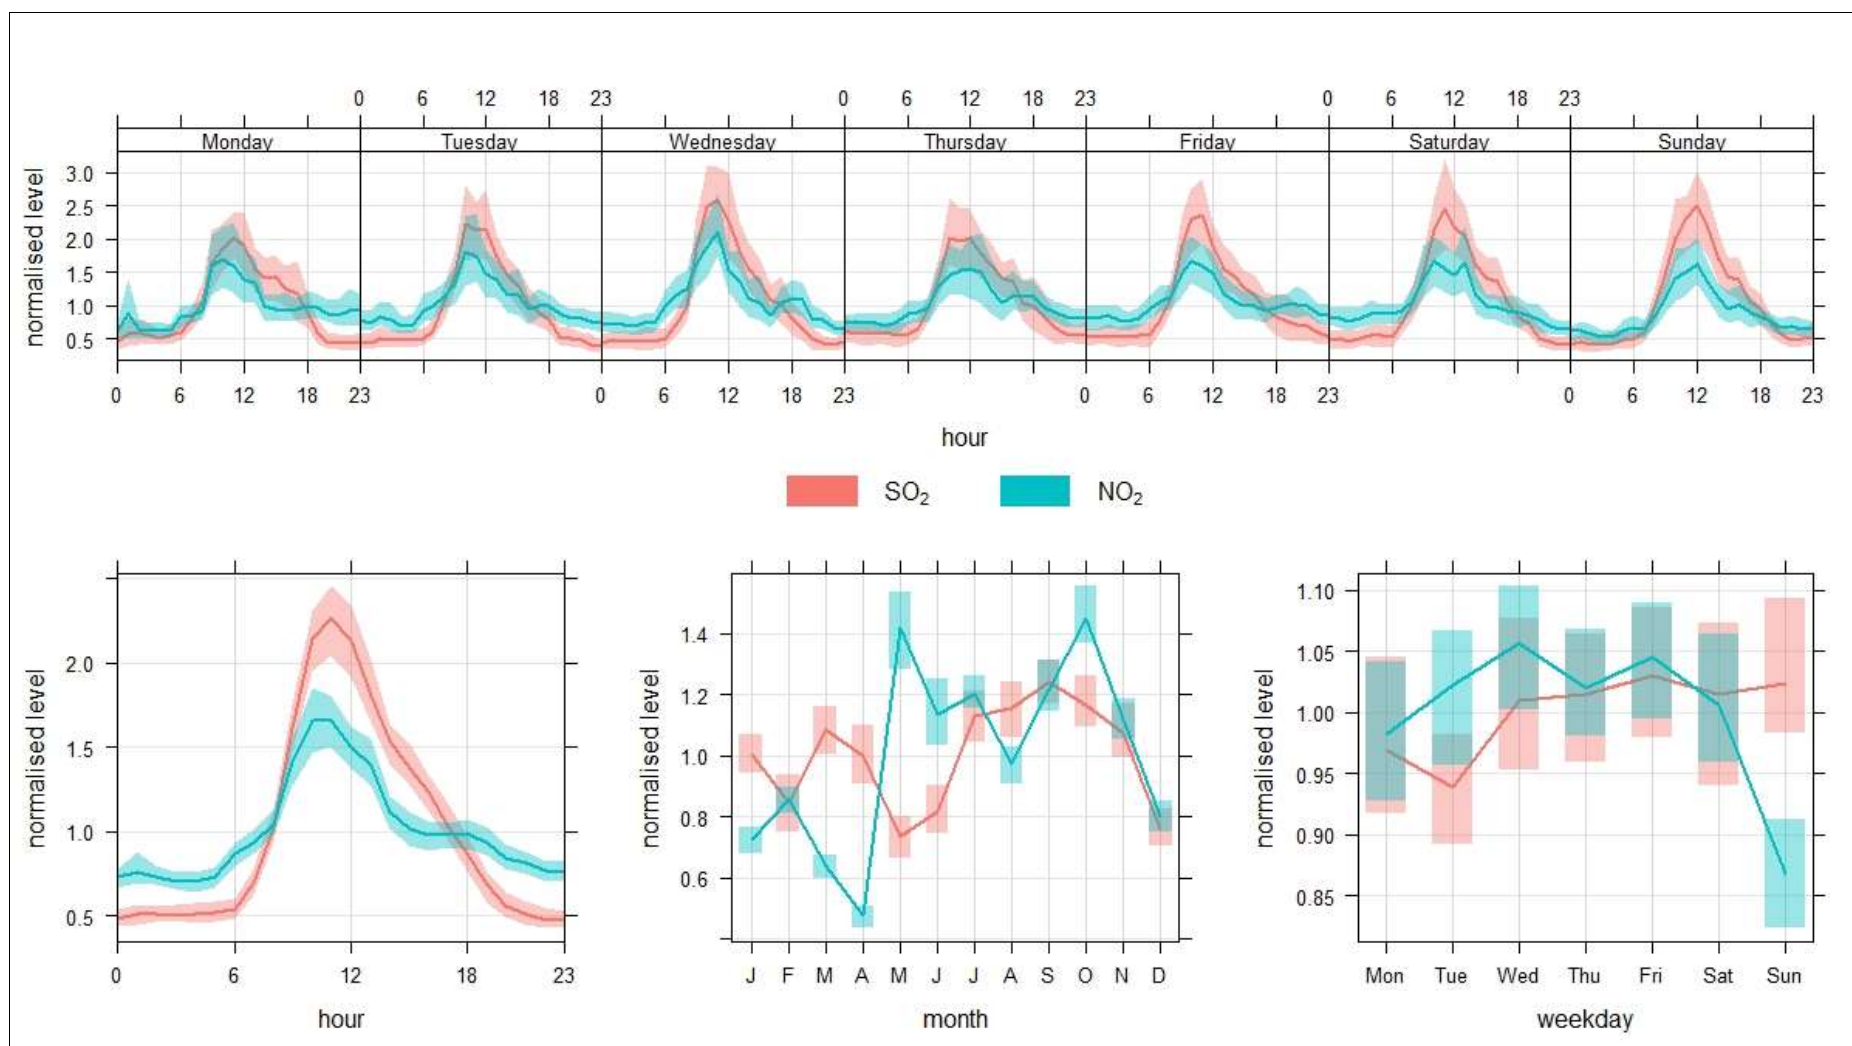 0 6 12 18 23 0 6 12 18 23 0 6 12 18 23
Monday Tuesday Wednesday Thursday Friday Saturday Sunday
normalised level
3.0
2.5
2.0
1.5
1.0
0.5
0 6 12 18 23 0 6 12 18 23 0 6 12 18 23 0 6 12 18 23
hour
SO₂ NO₂
normalised level
2.0
1.5
1.0
0.5
0 6 12 18 23
hour
normalised level
1.4
1.2
1.0
0.8
0.6
J F M A M J J A S O N D
month
normalised level
1.10
1.05
1.00
0.95
0.90
0.85
Mon Tue Wed Thu Fri Sat Sun
weekday